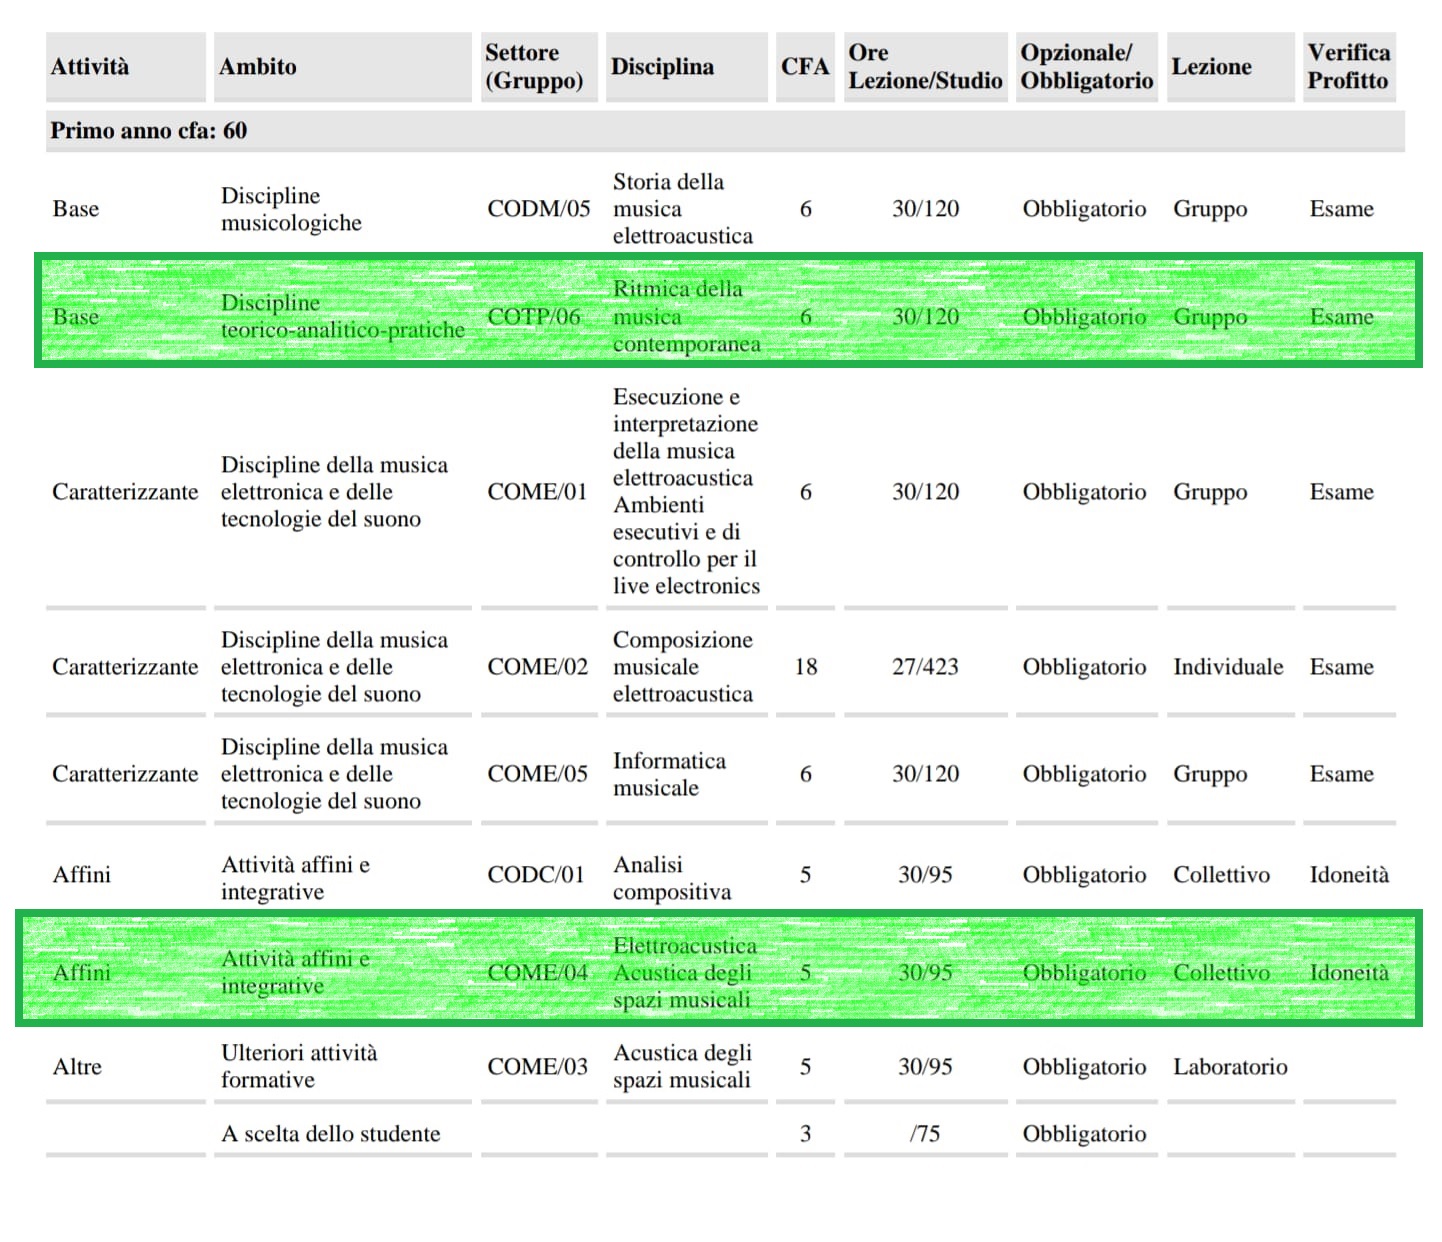 Attività Ambito Settore (Gruppo) Disciplina CFA Ore Lezione/Studio Opzionale/ Obbligatorio Lezione Verifica Profitto
Primo anno cfa: 60
Base Discipline musicologiche CODM/05 Storia della musica elettroacustica 6 30/120 Obbligatorio Gruppo Esame
Base Discipline teorico-analitico-pratiche COTP/06 Ritmica della musica contemporanea 6 30/120 Obbligatorio Gruppo Esame
Caratterizzante Discipline della musica elettronica e delle tecnologie del suono COME/01 Esecuzione e interpretazione della musica elettroacustica Ambienti esecutivi e di controllo per il live electronics 6 30/120 Obbligatorio Gruppo Esame
Caratterizzante Discipline della musica elettronica e delle tecnologie del suono COME/02 Composizione musicale elettroacustica 18 27/423 Obbligatorio Individuale Esame
Caratterizzante Discipline della musica elettronica e delle tecnologie del suono COME/05 Informatica musicale 6 30/120 Obbligatorio Gruppo Esame
Affini Attività affini e integrative CODC/01 Analisi compositiva 5 30/95 Obbligatorio Collettivo Idoneità
Affini Attività affini e integrative COME/04 Elettroacustica Acustica degli spazi musicali 5 30/95 Obbligatorio Collettivo Idoneità
Altre Ulteriori attività formative COME/03 Acustica degli spazi musicali 5 30/95 Obbligatorio Laboratorio
A scelta dello studente 3 /75 Obbligatorio